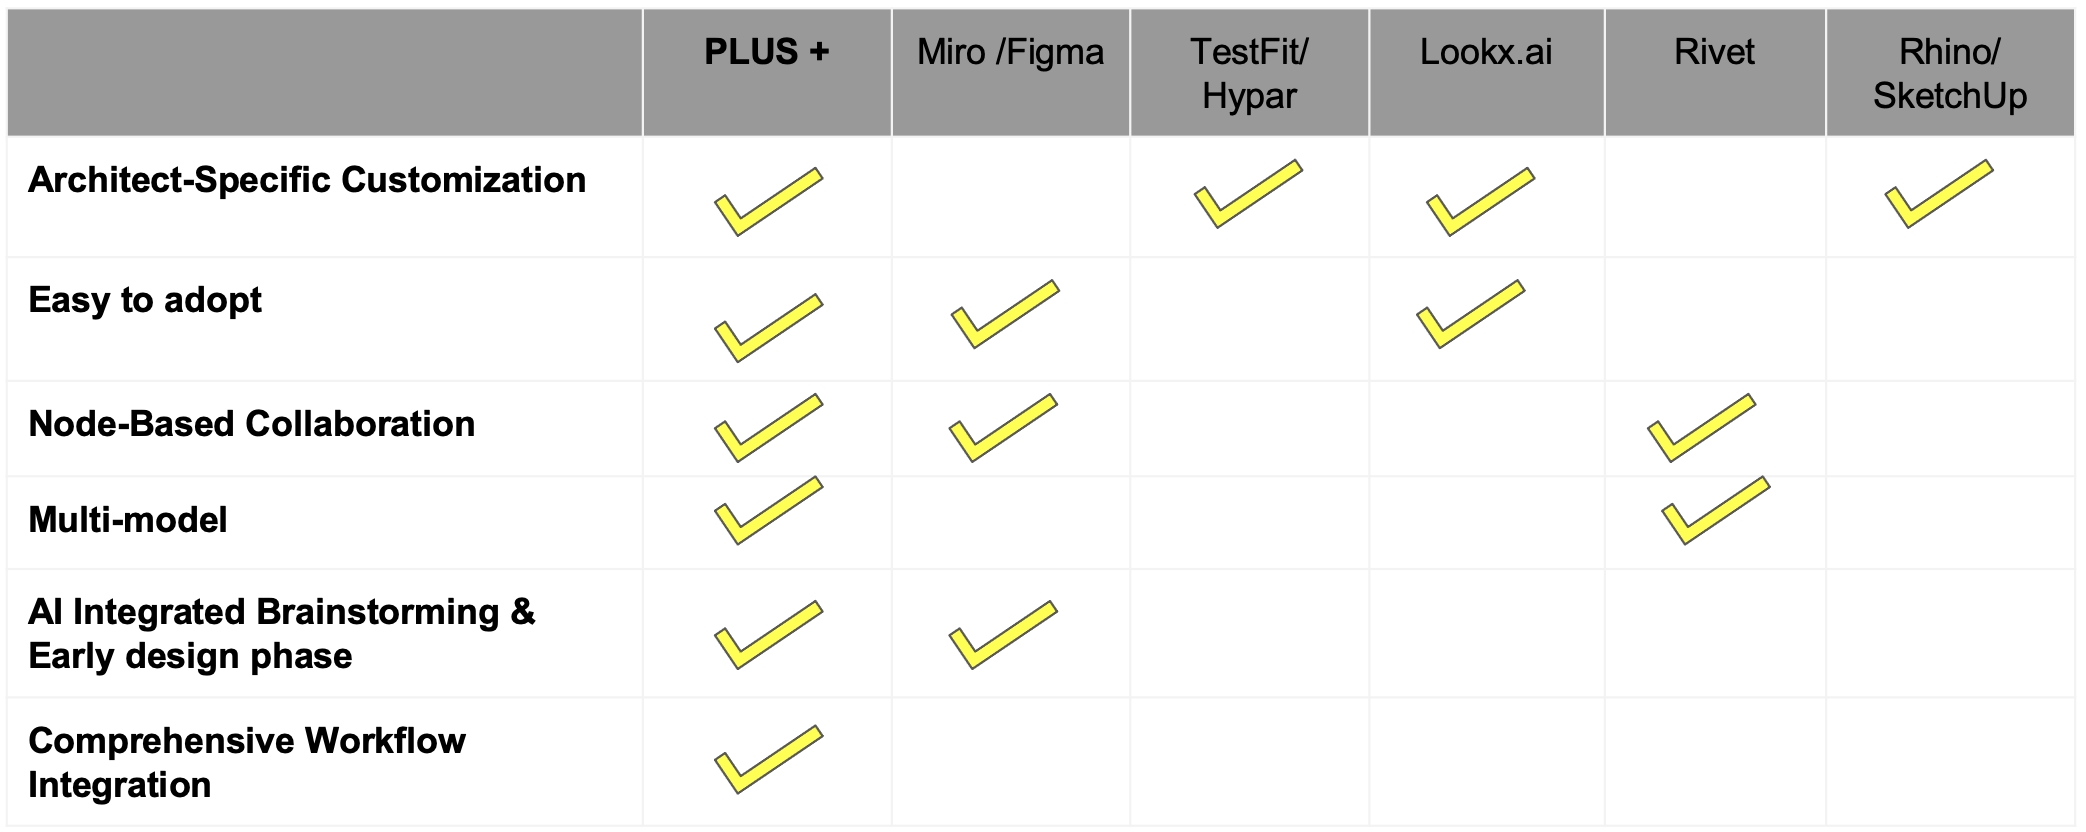 PLUS +
Miro /Figma
TestFit/
Hypar
Lookx.ai
Rivet
Rhino/
SketchUp
Architect-Specific Customization
Easy to adopt
Node-Based Collaboration
Multi-model
AI Integrated Brainstorming &
Early design phase
Comprehensive Workflow
Integration